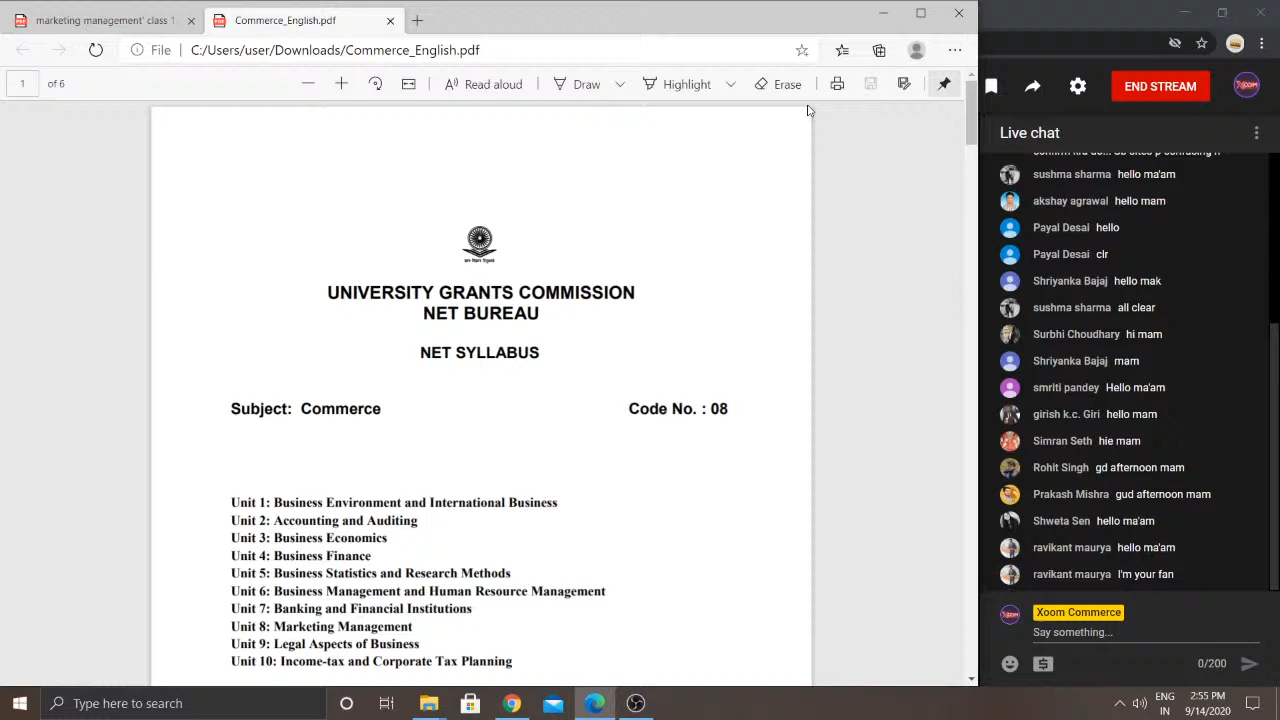 marketing management' class 1
Commerce_English.pdf
File
C:/Users/user/Downloads/Commerce_English.pdf
1
of 6
Read aloud
Draw
Highlight
Erase
UNIVERSITY GRANTS COMMISSION
NET BUREAU
NET SYLLABUS
Subject: Commerce
Code No. : 08
Unit 1: Business Environment and International Business
Unit 2: Accounting and Auditing
Unit 3: Business Economics
Unit 4: Business Finance
Unit 5: Business Statistics and Research Methods
Unit 6: Business Management and Human Resource Management
Unit 7: Banking and Financial Institutions
Unit 8: Marketing Management
Unit 9: Legal Aspects of Business
Unit 10: Income-tax and Corporate Tax Planning
END STREAM
Live chat
sushma sharma hello ma'am
akshay agrawal hello mam
Payal Desai hello
Payal Desai clr
Shriyanka Bajaj hello mak
sushma sharma all clear
Surbhi Choudhary hi mam
Shriyanka Bajaj mam
smriti pandey Hello ma'am
girish k.c. Giri hello mam
Simran Seth hie mam
Rohit Singh gd afternoon mam
Prakash Mishra gud afternoon mam
Shweta Sen hello ma'am
ravikant maurya hello ma'am
ravikant maurya I'm your fan
Xoom Commerce
Say something...
0/200
Type here to search
ENG
IN
2:55 PM
9/14/2020